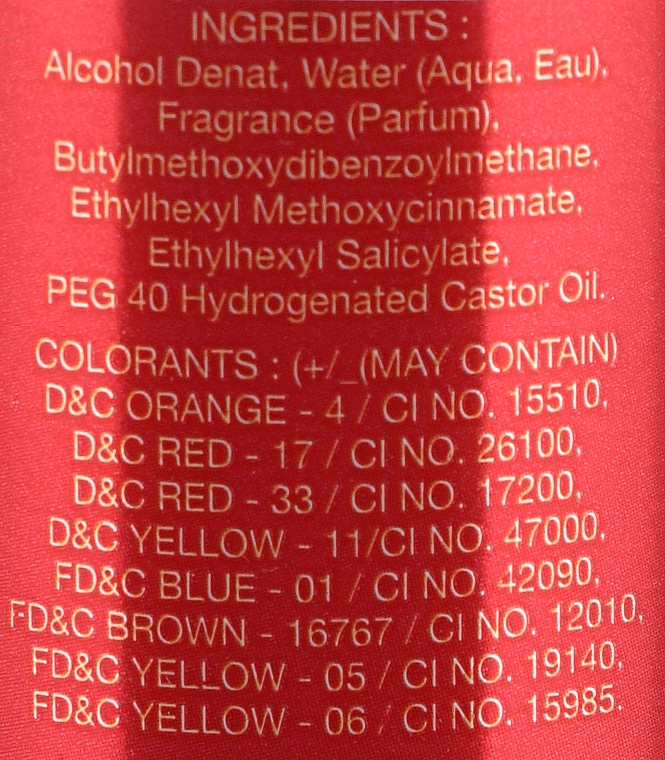 INGREDIENTS :
Alcohol Denat, Water (Aqua, Eau),
Fragrance (Parfum),
Butylmethoxydibenzoylmethane,
Ethylhexyl Methoxycinnamate,
Ethylhexyl Salicylate,
PEG 40 Hydrogenated Castor Oil.
COLORANTS : (+/_(MAY CONTAIN)
D&C ORANGE - 4 / CI NO. 15510,
D&C RED - 17 / CI NO. 26100,
D&C RED - 33 / CI NO. 17200,
D&C YELLOW - 11/CI NO. 47000,
FD&C BLUE - 01 / CI NO. 42090,
FD&C BROWN - 16767 / CI NO. 12010,
FD&C YELLOW - 05 / CI NO. 19140,
FD&C YELLOW - 06 / CI NO. 15985.